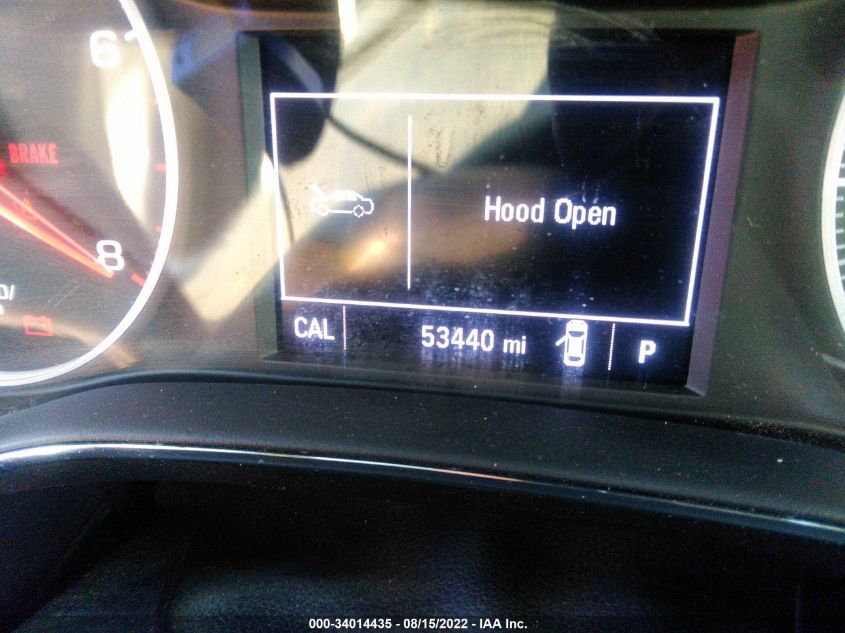 6
BRAKE
8
Hood Open
CAL
53440 mi
P
000-34014435 - 08/15/2022 - IAA Inc.